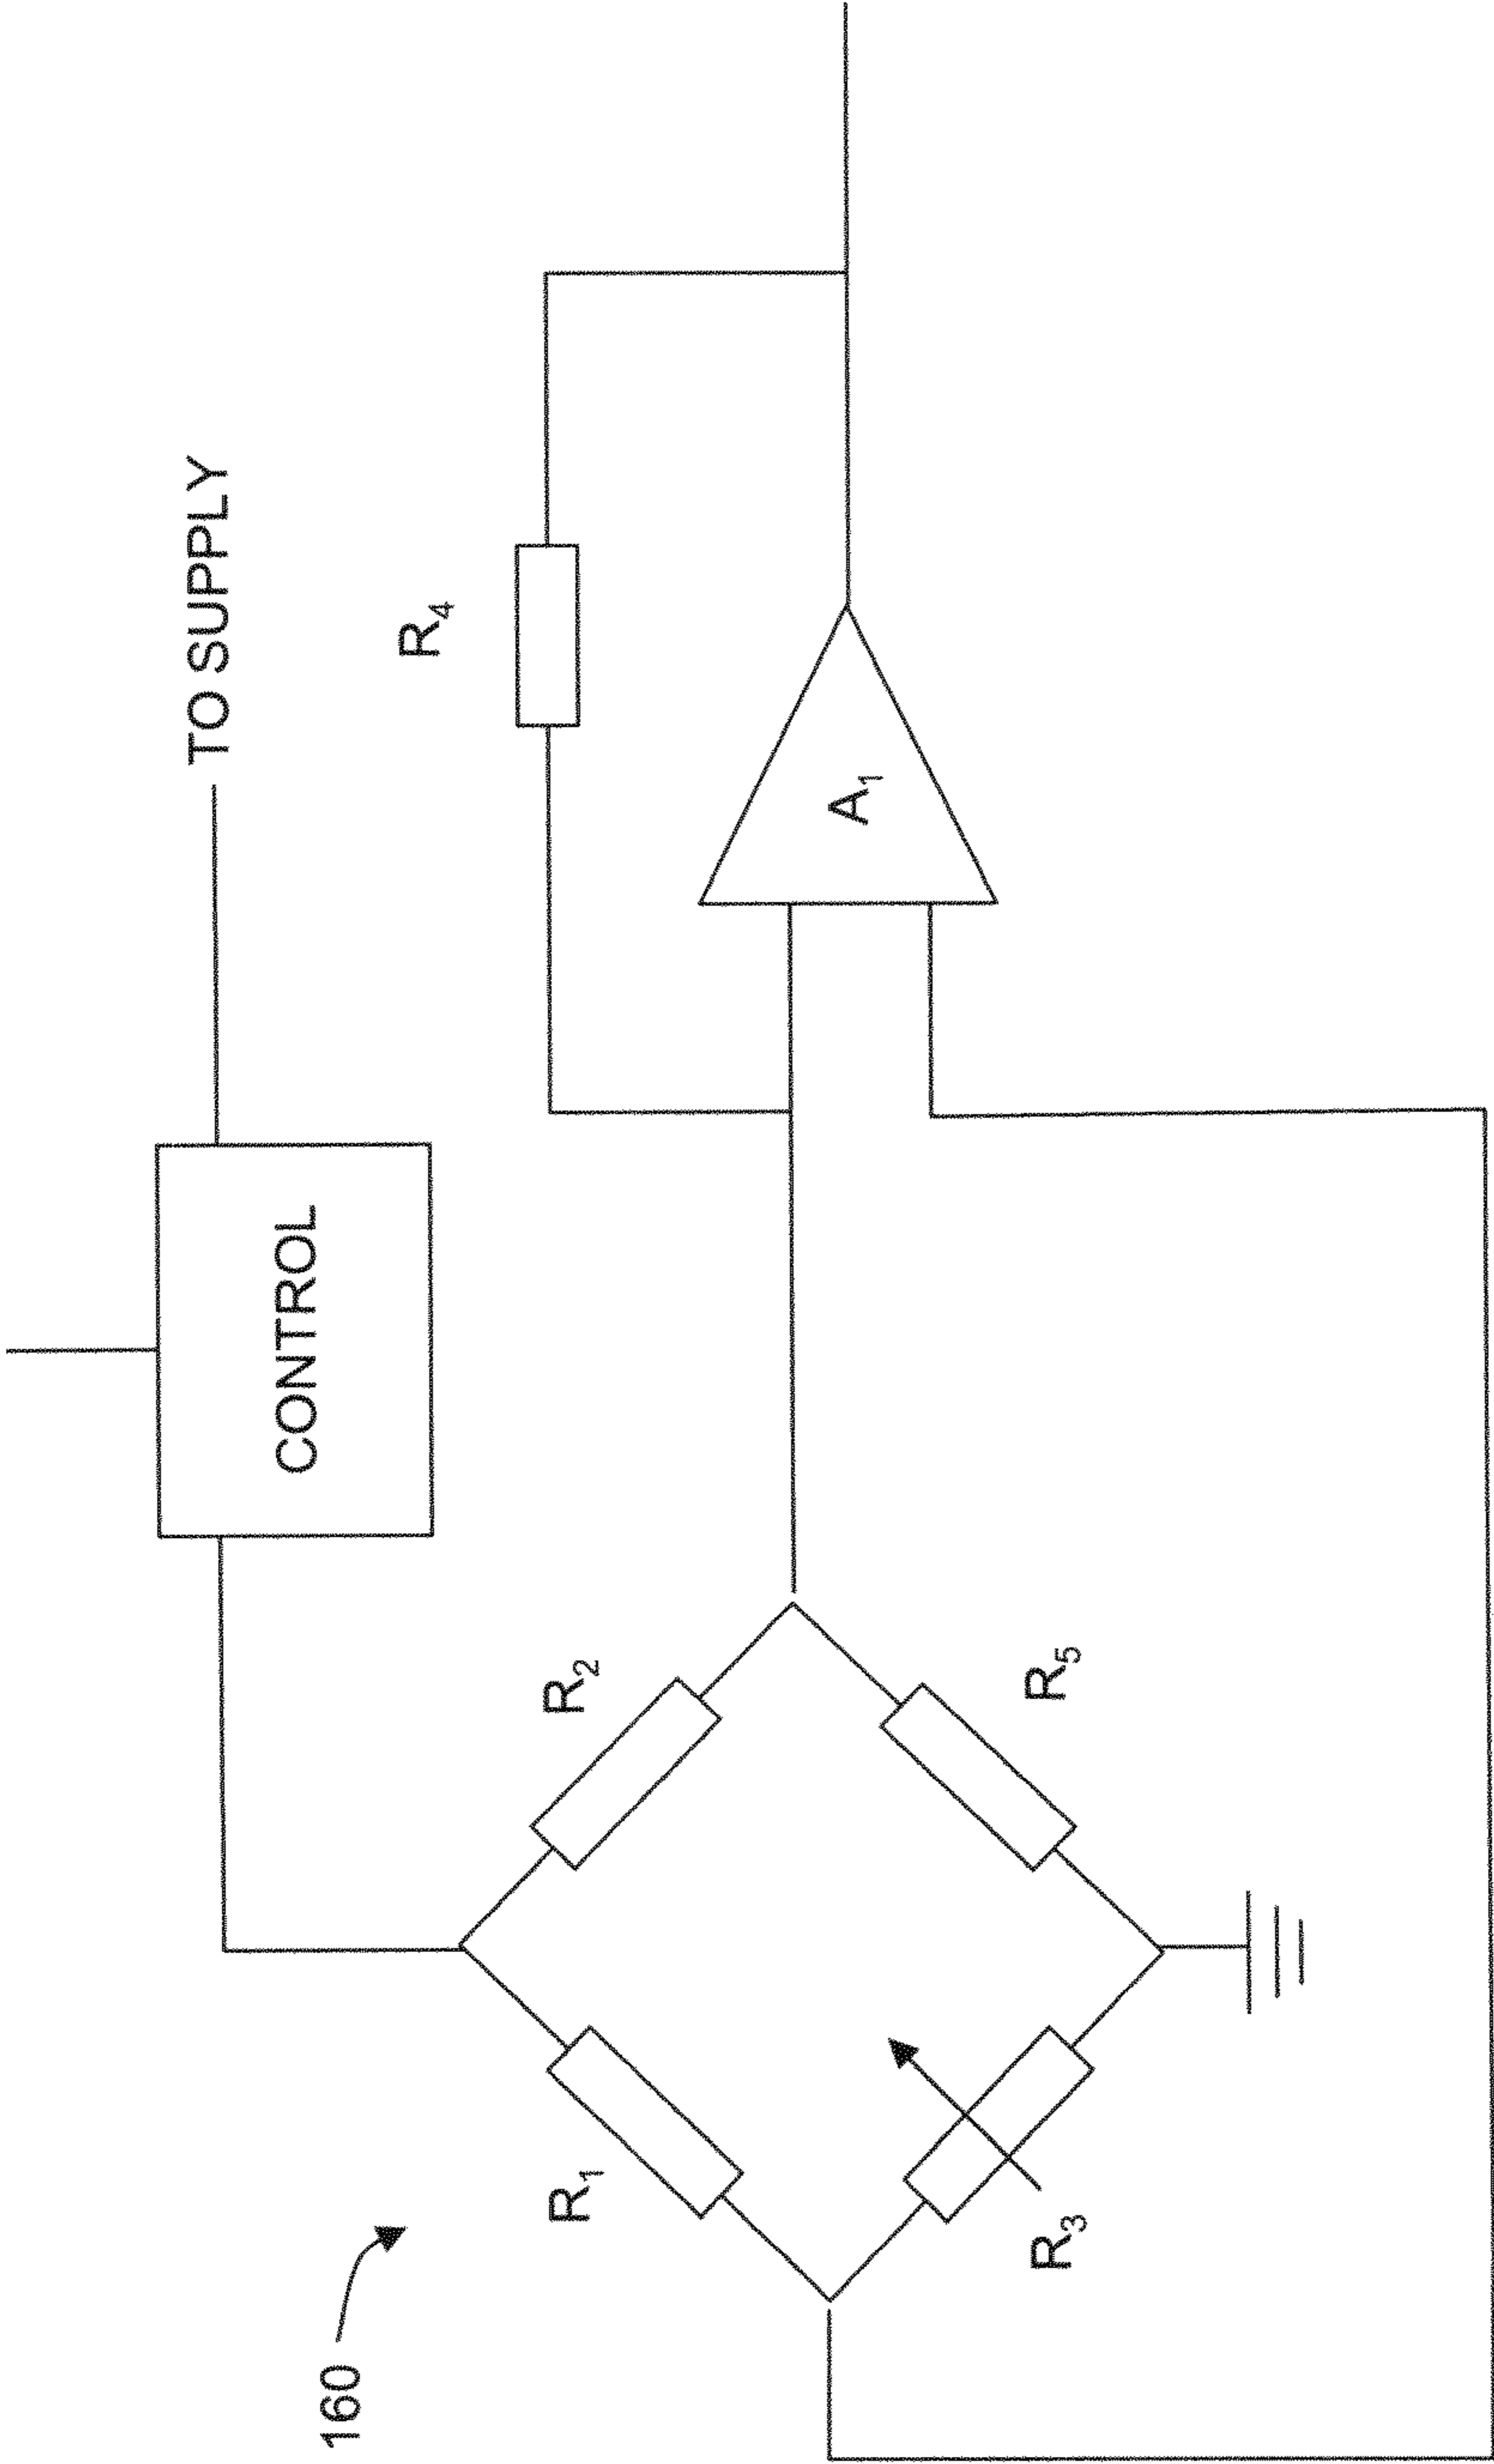 160
TO SUPPLY
CONTROL
R4
R1
R2
A1
R3
R5